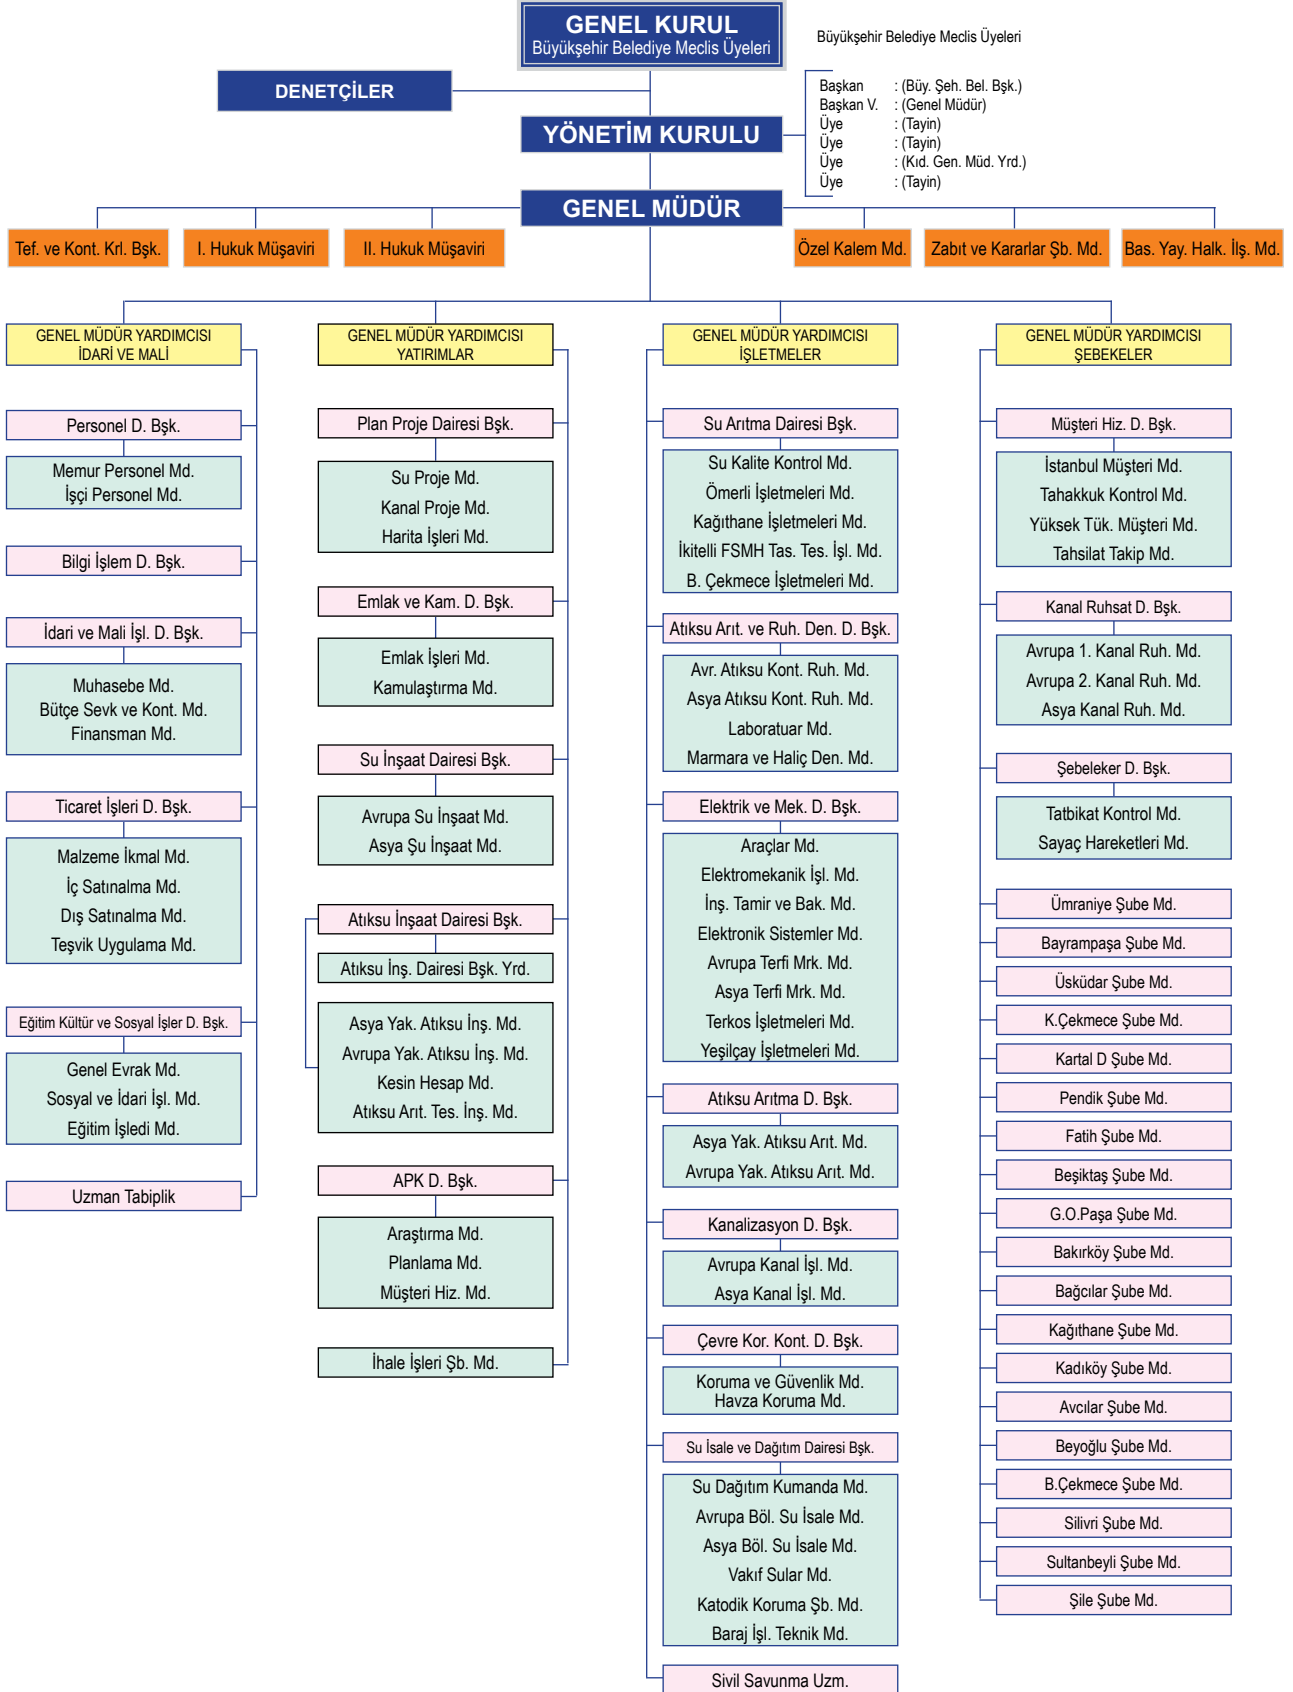 GENEL KURUL
Büyükşehir Belediye Meclis Üyeleri
Büyükşehir Belediye Meclis Üyeleri
DENETÇİLER
Başkan : (Büy. Şeh. Bel. Bşk.)
Başkan V. : (Genel Müdür)
Üye : (Tayin)
Üye : (Tayin)
Üye : (Kıd. Gen. Müd. Yrd.)
Üye : (Tayin)
YÖNETİM KURULU
GENEL MÜDÜR
Tef. ve Kont. Krl. Bşk.
I. Hukuk Müşaviri
II. Hukuk Müşaviri
Özel Kalem Md.
Zabıt ve Kararlar Şb. Md.
Bas. Yay. Halk. İlş. Md.
GENEL MÜDÜR YARDIMCISI
İDARİ VE MALİ
Personel D. Bşk.
Memur Personel Md.
İşçi Personel Md.
Bilgi İşlem D. Bşk.
İdari ve Mali İşl. D. Bşk.
Muhasebe Md.
Bütçe Sevk ve Kont. Md.
Finansman Md.
Ticaret İşleri D. Bşk.
Malzeme İkmal Md.
İç Satınalma Md.
Dış Satınalma Md.
Teşvik Uygulama Md.
Eğitim Kültür ve Sosyal İşler D. Bşk.
Genel Evrak Md.
Sosyal ve İdari İşl. Md.
Eğitim İşledi Md.
Uzman Tabiplik
GENEL MÜDÜR YARDIMCISI
YATIRIMLAR
Plan Proje Dairesi Bşk.
Su Proje Md.
Kanal Proje Md.
Harita İşleri Md.
Emlak ve Kam. D. Bşk.
Emlak İşleri Md.
Kamulaştırma Md.
Su İnşaat Dairesi Bşk.
Avrupa Su İnşaat Md.
Asya Şu İnşaat Md.
Atıksu İnşaat Dairesi Bşk.
Atıksu İnş. Dairesi Bşk. Yrd.
Asya Yak. Atıksu İnş. Md.
Avrupa Yak. Atıksu İnş. Md.
Kesin Hesap Md.
Atıksu Arıt. Tes. İnş. Md.
APK D. Bşk.
Araştırma Md.
Planlama Md.
Müşteri Hiz. Md.
İhale İşleri Şb. Md.
GENEL MÜDÜR YARDIMCISI
İŞLETMELER
Su Arıtma Dairesi Bşk.
Su Kalite Kontrol Md.
Ömerli İşletmeleri Md.
Kağıthane İşletmeleri Md.
İkitelli FSMH Tas. Tes. İşl. Md.
B. Çekmece İşletmeleri Md.
Atıksu Arıt. ve Ruh. Den. D. Bşk.
Avr. Atıksu Kont. Ruh. Md.
Asya Atıksu Kont. Ruh. Md.
Laboratuar Md.
Marmara ve Haliç Den. Md.
Elektrik ve Mek. D. Bşk.
Araçlar Md.
Elektromekanik İşl. Md.
İnş. Tamir ve Bak. Md.
Elektronik Sistemler Md.
Avrupa Terfi Mrk. Md.
Asya Terfi Mrk. Md.
Terkos İşletmeleri Md.
Yeşilçay İşletmeleri Md.
Atıksu Arıtma D. Bşk.
Asya Yak. Atıksu Arıt. Md.
Avrupa Yak. Atıksu Arıt. Md.
Kanalizasyon D. Bşk.
Avrupa Kanal İşl. Md.
Asya Kanal İşl. Md.
Çevre Kor. Kont. D. Bşk.
Koruma ve Güvenlik Md.
Havza Koruma Md.
Su İsale ve Dağıtım Dairesi Bşk.
Su Dağıtım Kumanda Md.
Avrupa Böl. Su İsale Md.
Asya Böl. Su İsale Md.
Vakıf Sular Md.
Katodik Koruma Şb. Md.
Baraj İşl. Teknik Md.
Sivil Savunma Uzm.
GENEL MÜDÜR YARDIMCISI
ŞEBEKELER
Müşteri Hiz. D. Bşk.
İstanbul Müşteri Md.
Tahakkuk Kontrol Md.
Yüksek Tük. Müşteri Md.
Tahsilat Takip Md.
Kanal Ruhsat D. Bşk.
Avrupa 1. Kanal Ruh. Md.
Avrupa 2. Kanal Ruh. Md.
Asya Kanal Ruh. Md.
Şebeleker D. Bşk.
Tatbikat Kontrol Md.
Sayaç Hareketleri Md.
Ümraniye Şube Md.
Bayrampaşa Şube Md.
Üsküdar Şube Md.
K.Çekmece Şube Md.
Kartal D Şube Md.
Pendik Şube Md.
Fatih Şube Md.
Beşiktaş Şube Md.
G.O.Paşa Şube Md.
Bakırköy Şube Md.
Bağcılar Şube Md.
Kağıthane Şube Md.
Kadıköy Şube Md.
Avcılar Şube Md.
Beyoğlu Şube Md.
B.Çekmece Şube Md.
Silivri Şube Md.
Sultanbeyli Şube Md.
Şile Şube Md.